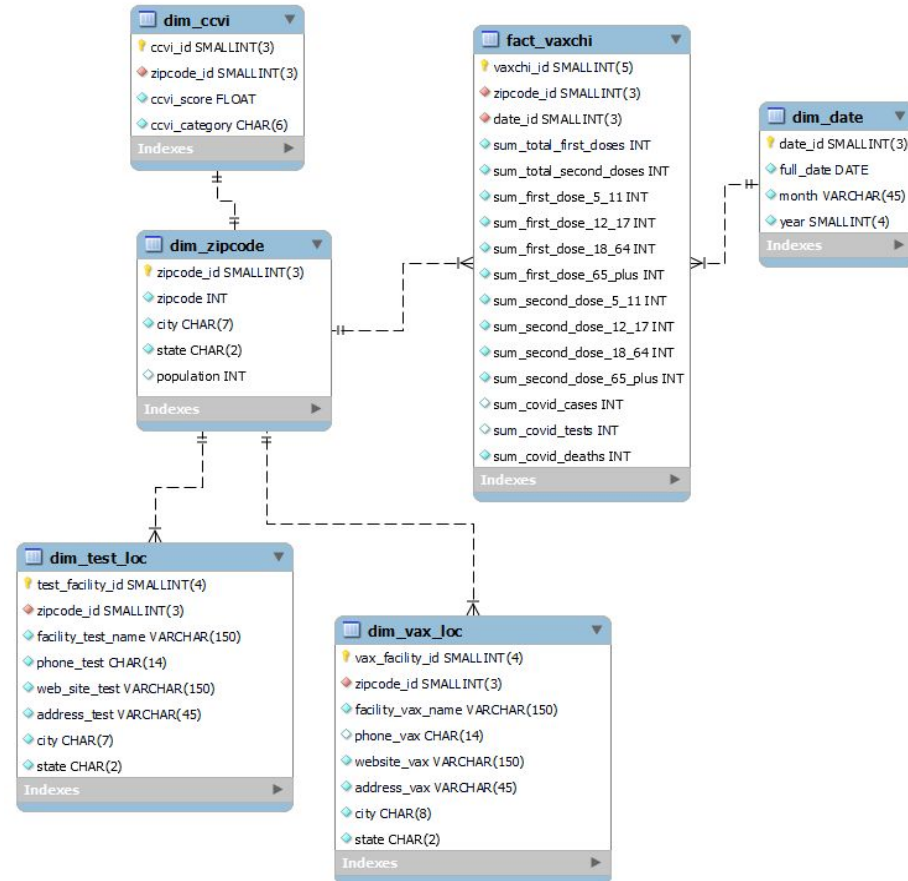 dim_ccvi
ccvi_id SMALLINT(3)
zipcode_id SMALLINT(3)
ccvi_score FLOAT
ccvi_category CHAR(6)
Indexes
fact_vaxchi
vaxchi_id SMALLINT(5)
zipcode_id SMALLINT(3)
date_id SMALLINT(3)
sum_total_first_doses INT
sum_total_second_doses INT
sum_first_dose_5_11 INT
sum_first_dose_12_17 INT
sum_first_dose_18_64 INT
sum_first_dose_65_plus INT
sum_second_dose_5_11 INT
sum_second_dose_12_17 INT
sum_second_dose_18_64 INT
sum_second_dose_65_plus INT
sum_covid_cases INT
sum_covid_tests INT
sum_covid_deaths INT
Indexes
dim_date
date_id SMALLINT(3)
full_date DATE
month VARCHAR(45)
year SMALLINT(4)
Indexes
dim_zipcode
zipcode_id SMALLINT(3)
zipcode INT
city CHAR(7)
state CHAR(2)
population INT
Indexes
dim_test_loc
test_facility_id SMALLINT(4)
zipcode_id SMALLINT(3)
facility_test_name VARCHAR(150)
phone_test CHAR(14)
web_site_test VARCHAR(150)
address_test VARCHAR(45)
city CHAR(7)
state CHAR(2)
Indexes
dim_vax_loc
vax_facility_id SMALLINT(4)
zipcode_id SMALLINT(3)
facility_vax_name VARCHAR(150)
phone_vax CHAR(14)
website_vax VARCHAR(150)
address_vax VARCHAR(45)
city CHAR(8)
state CHAR(2)
Indexes